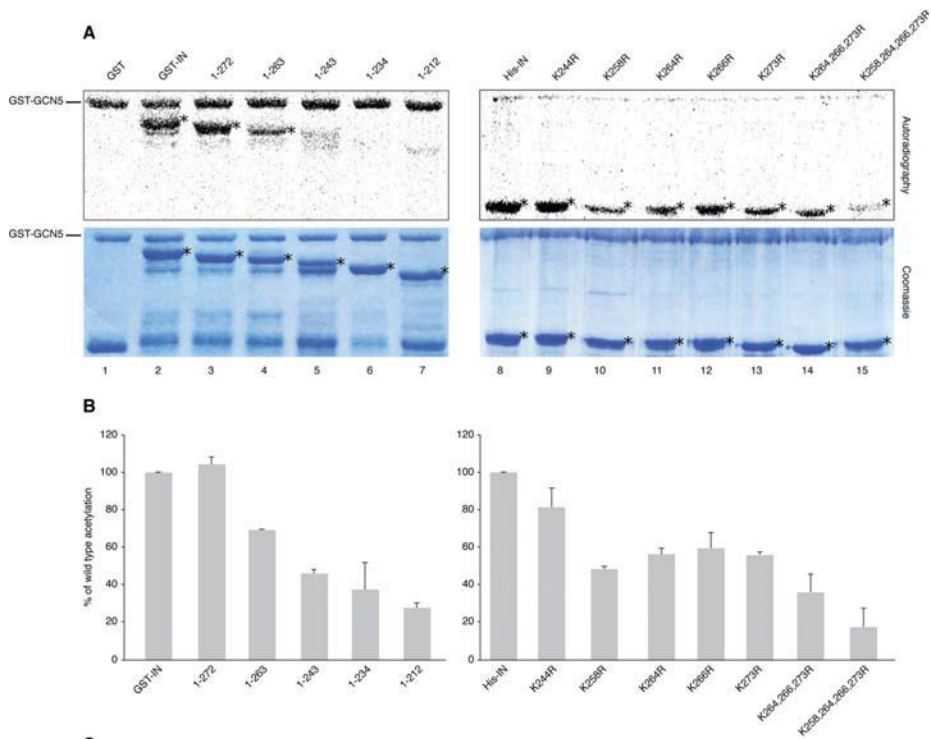 A
GST
GST-IN
1-272
1-263
1-243
1-234
1-212
His-IN
K244R
K258R
K264R
K266R
K273R
K264,266,273R
K258,264,266,273R
GST-GCN5
* * *
* * * * * * * *
Autoradiography
GST-GCN5
* * * * * *
* * * * * * * *
Coomassie
1 2 3 4 5 6 7 8 9 10 11 12 13 14 15
B
% of wild type acetylation
120
100
80
60
40
20
0
GST-IN
1-272
1-263
1-243
1-234
1-212
120
100
80
60
40
20
0
His-IN
K244R
K258R
K264R
K266R
K273R
K264,266,273R
K258,264,266,273R